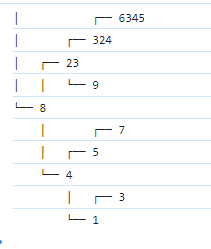 │           ┌── 6345
│       ┌── 324
│   ┌── 23
│   │   └── 9
└── 8
    │       ┌── 7
    │   ┌── 5
    └── 4
        │   ┌── 3
        └── 1